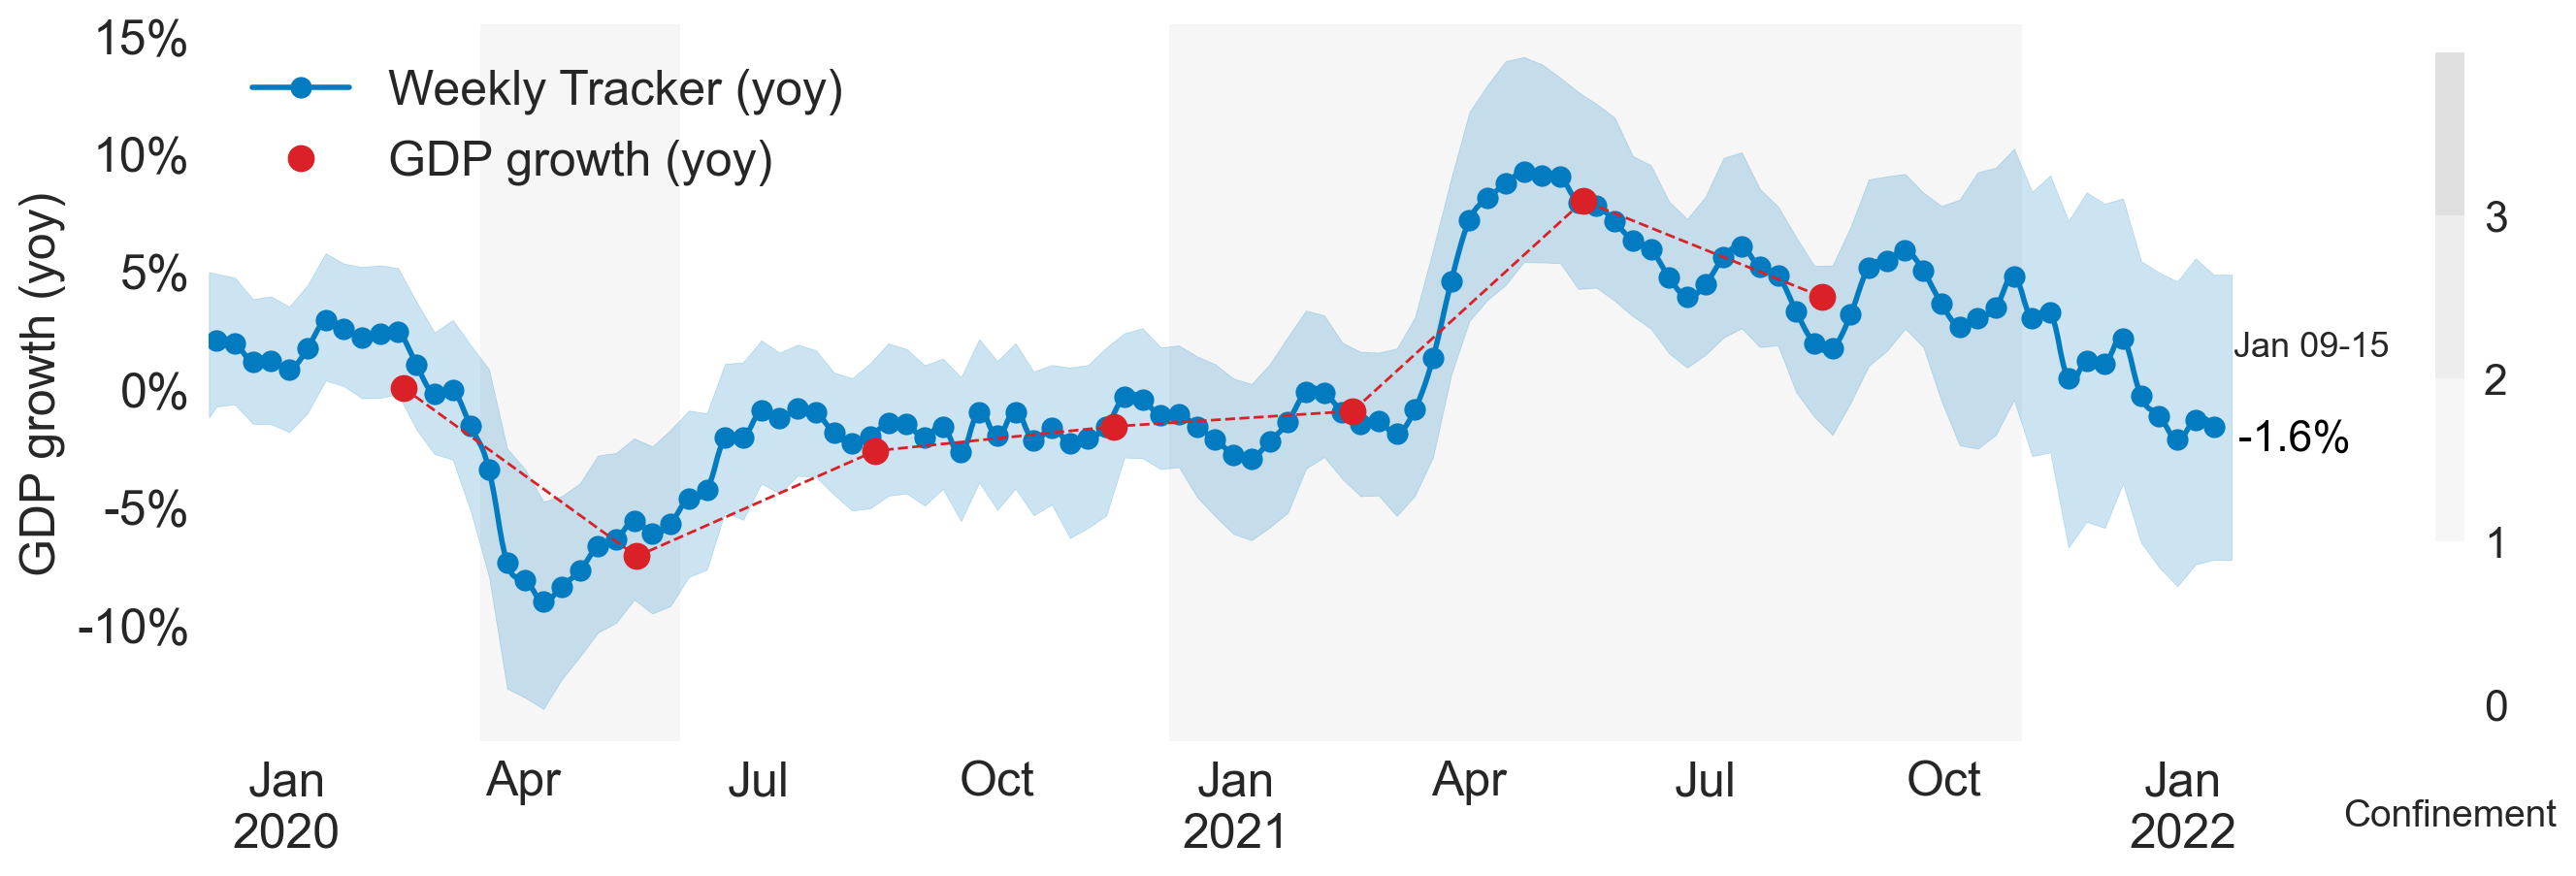 15%
10%
5%
0%
-5%
-10%
GDP growth (yoy)
Weekly Tracker (yoy)
GDP growth (yoy)
Jan 09-15
-1.6%
3
2
1
0
Confinement
Jan Apr Jul Oct Jan Apr Jul Oct Jan
2020 2021 2022